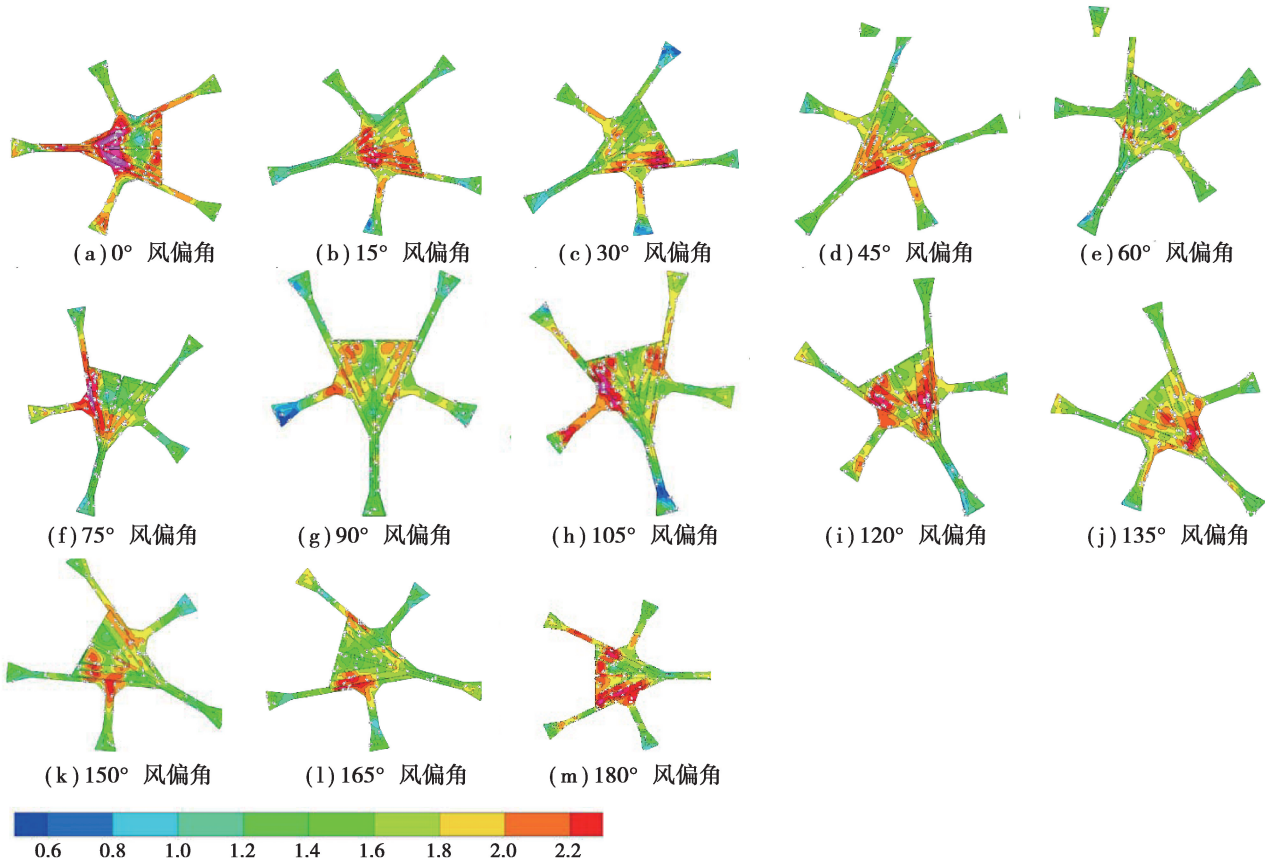 (a)0° 风偏角
(b)15° 风偏角
(c)30° 风偏角
(d)45° 风偏角
(e)60° 风偏角
(f)75° 风偏角
(g)90° 风偏角
(h)105° 风偏角
(i)120° 风偏角
(j)135° 风偏角
(k)150° 风偏角
(l)165° 风偏角
(m)180° 风偏角
0.6 0.8 1.0 1.2 1.4 1.6 1.8 2.0 2.2